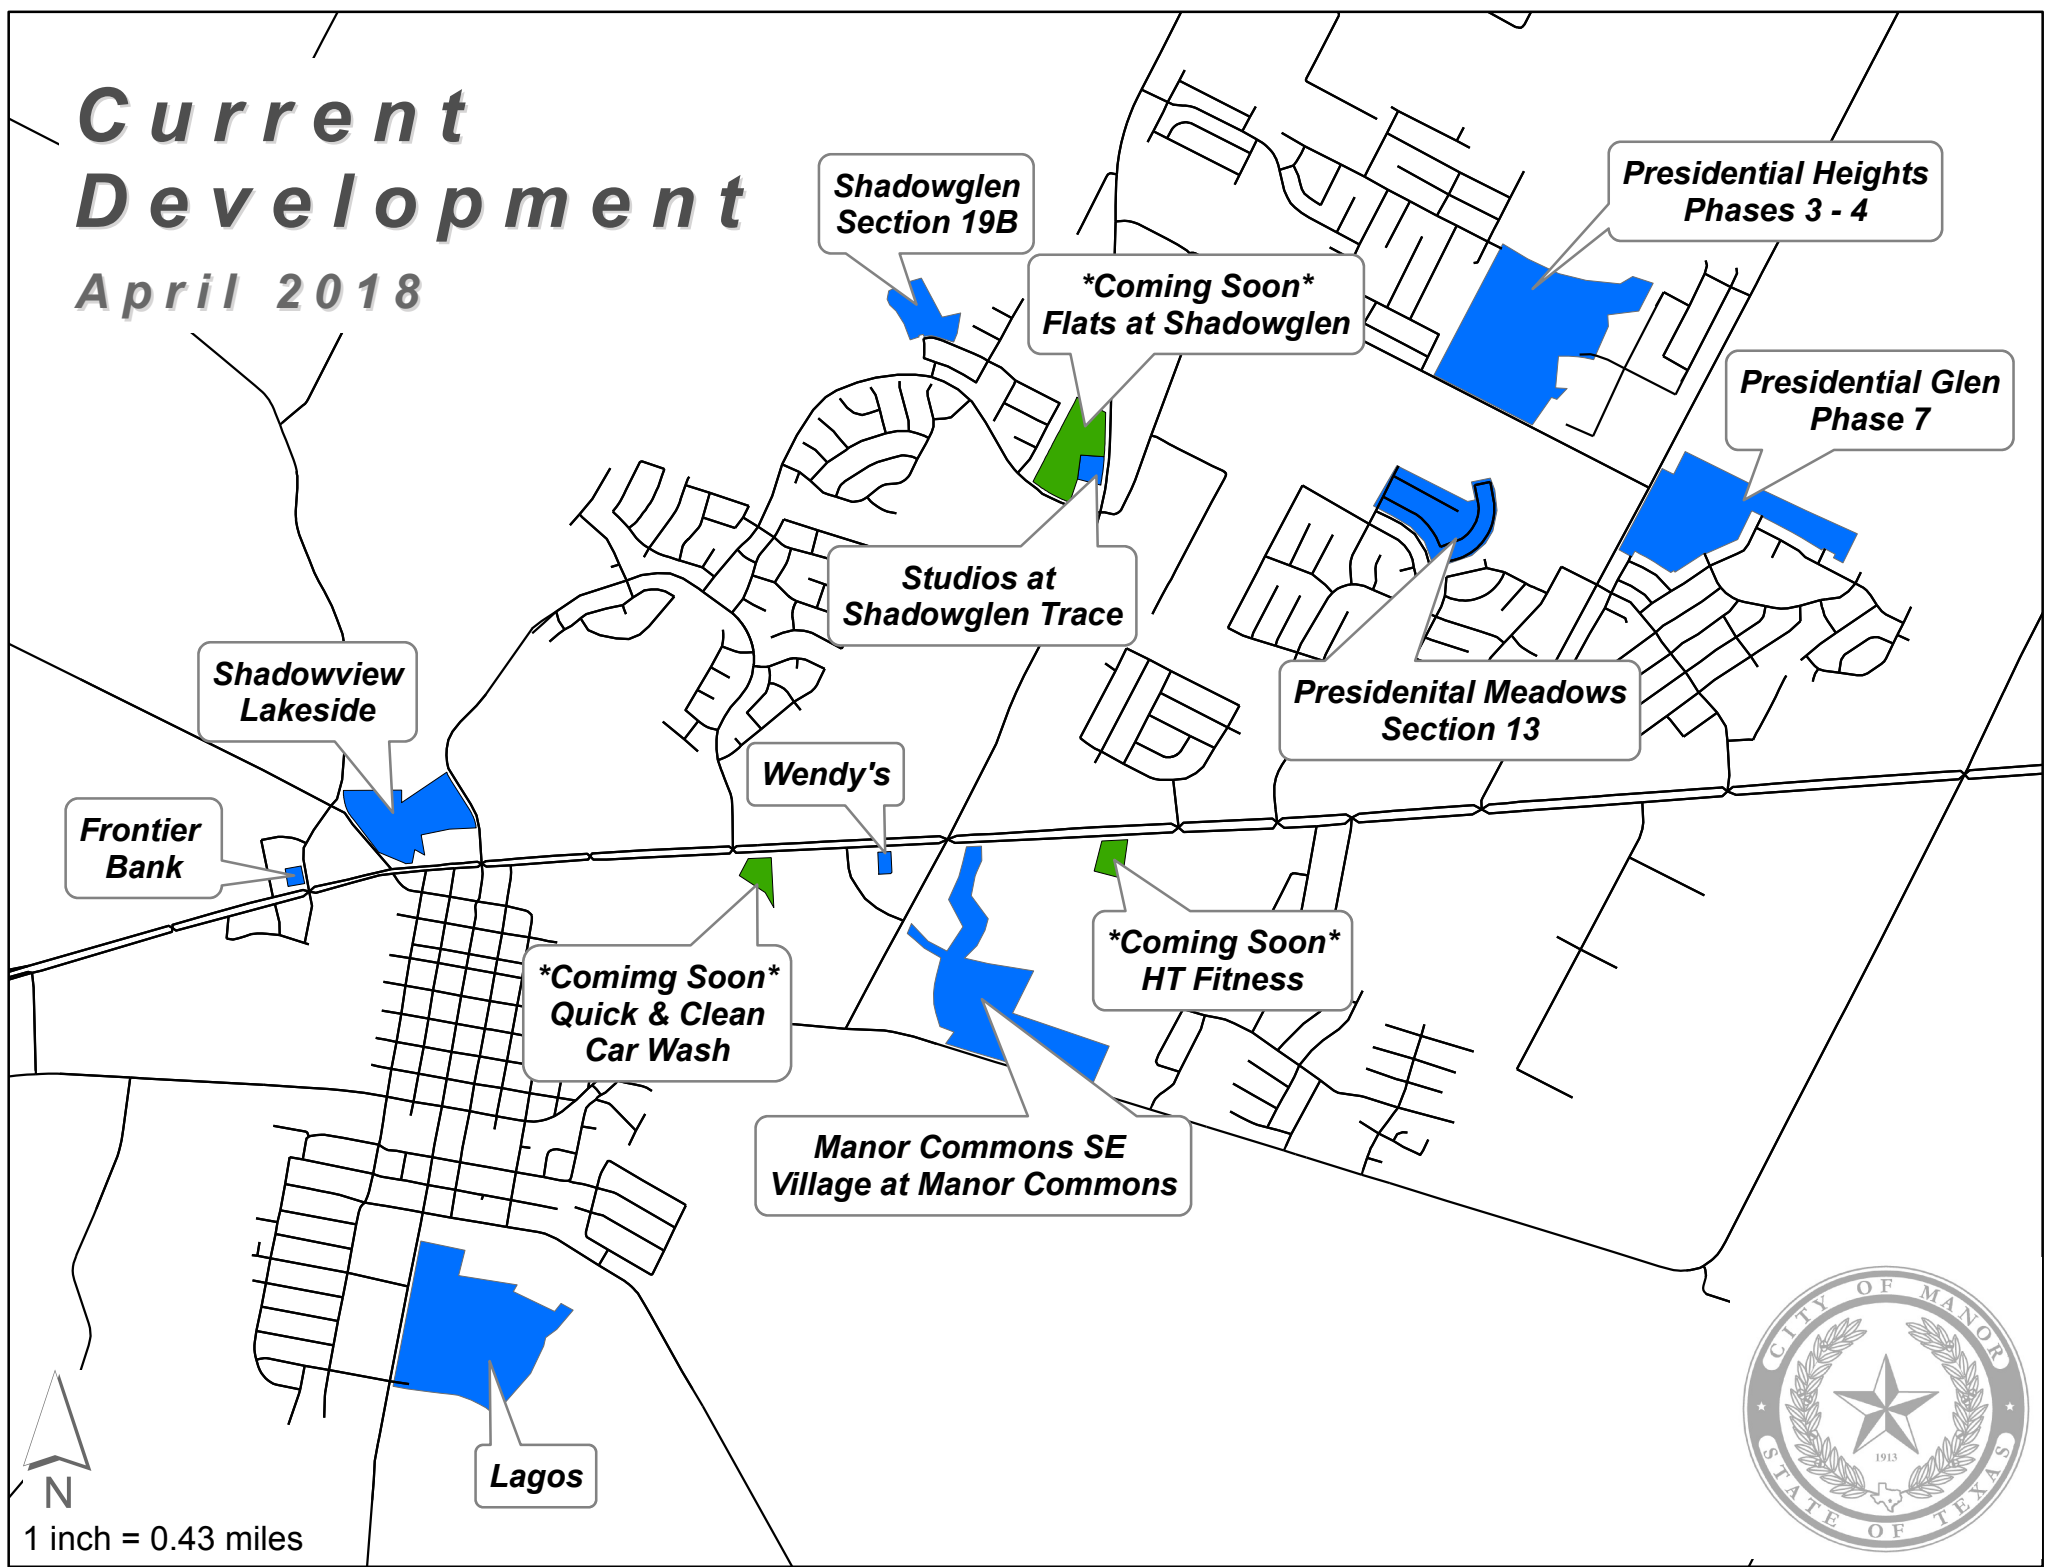 Current
Development
April 2018
Shadowglen
Section 19B
Presidential Heights
Phases 3 - 4
*Coming Soon*
Flats at Shadowglen
Presidential Glen
Phase 7
Studios at
Shadowglen Trace
Shadowview
Lakeside
Presidenital Meadows
Section 13
Wendy's
Frontier
Bank
*Comimg Soon*
Quick & Clean
Car Wash
*Coming Soon*
HT Fitness
Manor Commons SE
Village at Manor Commons
Lagos
N
1 inch = 0.43 miles
CITY OF MANOR
1913
STATE OF TEXAS